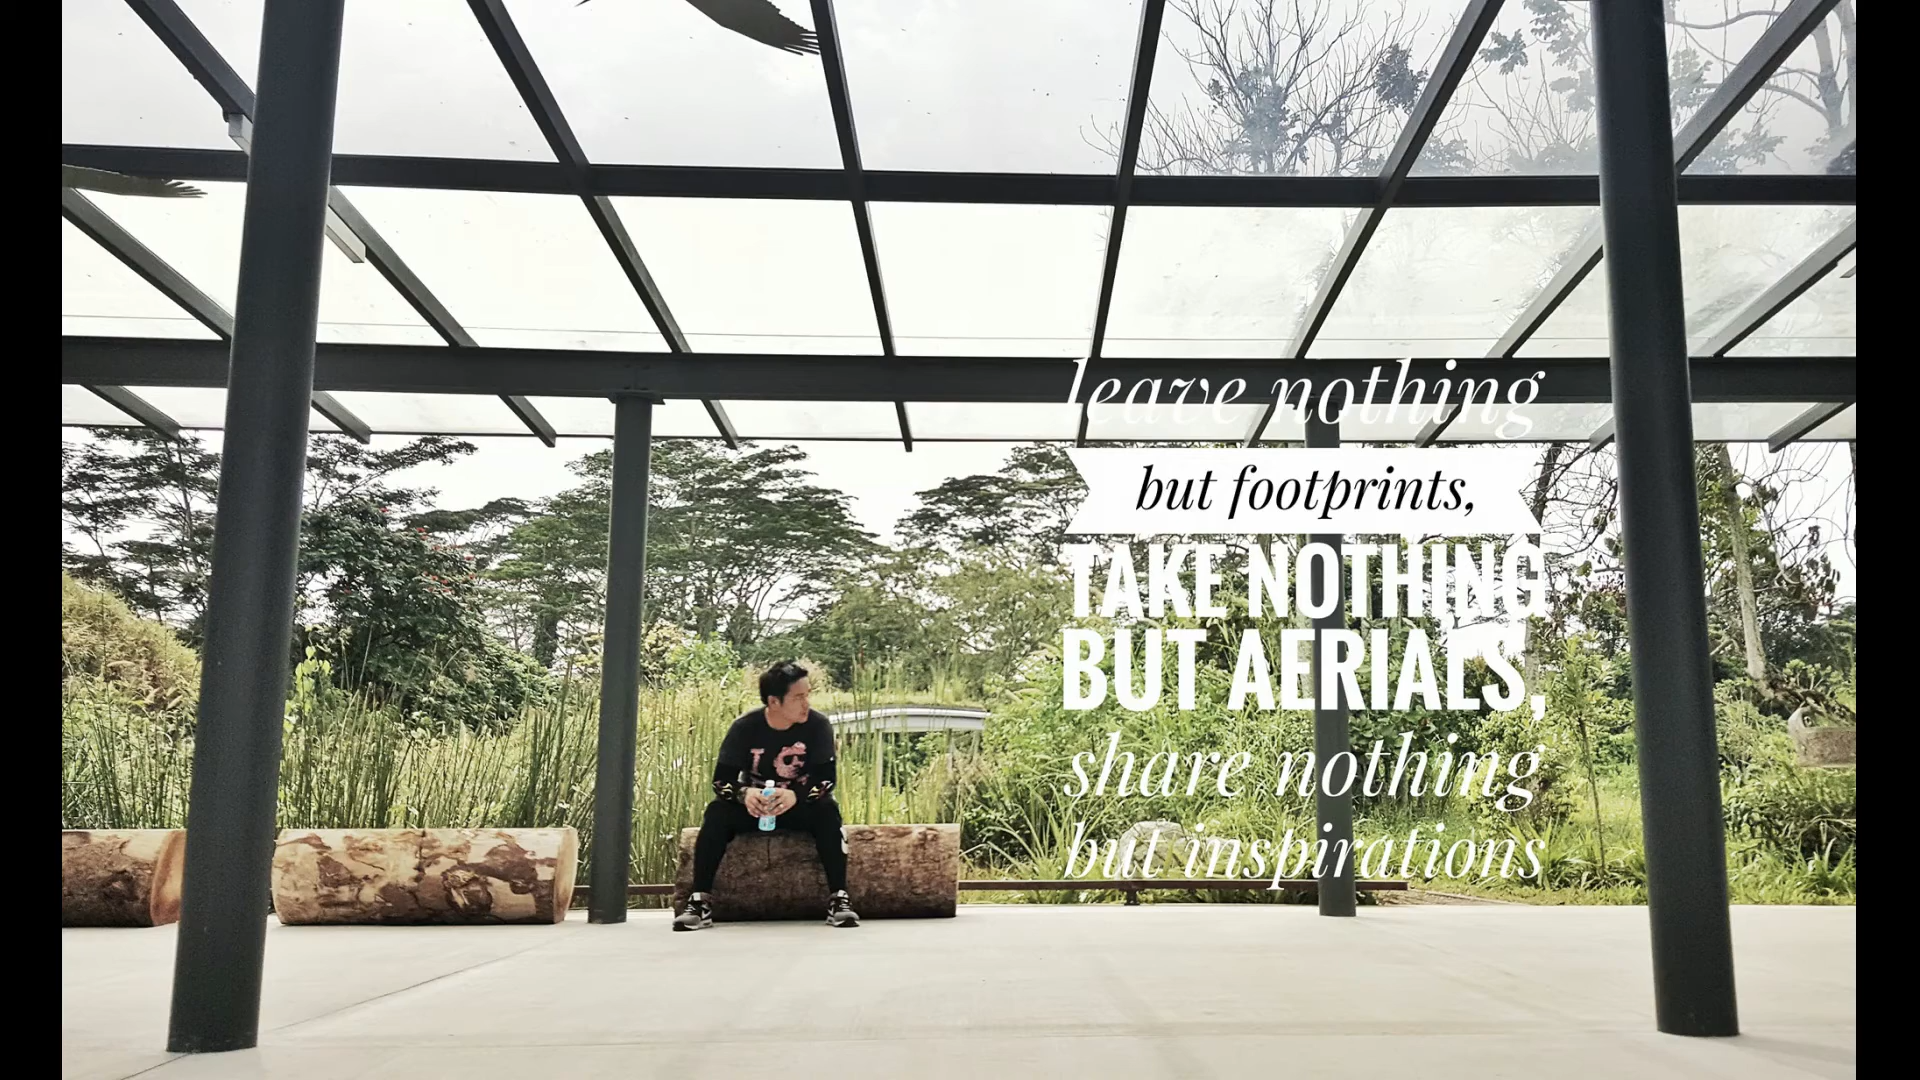 leave nothing
but footprints,
TAKE NOTHING
BUT AERIALS,
share nothing
but inspirations